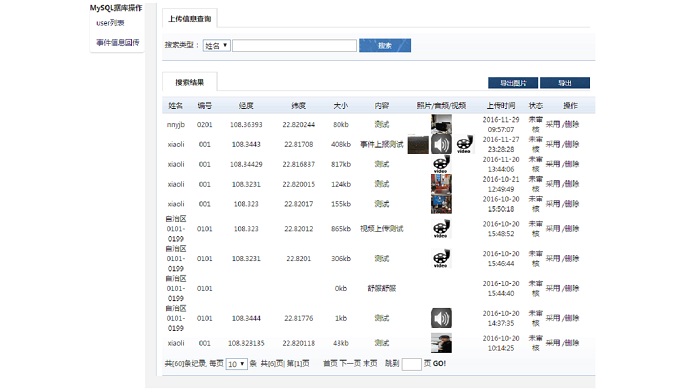 MySQL据库操作
user列表
事件信息回传
上传信息查询
搜索类型： 姓名 搜索
搜索结果 导出图片 导出
姓名 编号 经度 纬度 大小 内容 照片/音频/视频 上传时间 状态 操作
nnyjb 0201 108.36393 22.820244 80kb 测试 2016-11-29 09:57:07 未审核 采用 /删除
xiaoli 001 108.3443 22.81708 408kb 事件上报测试 video 2016-11-27 23:28:28 未审核 采用 /删除
xiaoli 001 108.34429 22.816837 817kb 测试 video 2016-11-20 13:44:06 未审核 采用 /删除
xiaoli 001 108.3231 22.820015 124kb 测试 2016-10-21 12:49:49 未审核 采用 /删除
xiaoli 001 108.323 22.82017 155kb 测试 2016-10-20 15:50:18 未审核 采用 /删除
自治区0101-0199 0101 108.323 22.82012 865kb 视频上传测试 video 2016-10-20 15:48:52 未审核 采用 /删除
自治区0101-0199 0101 108.3231 22.8201 306kb 测试 video 2016-10-20 15:46:44 未审核 采用 /删除
自治区0101-0199 0101 0kb 舒服舒服 2016-10-20 15:44:40 未审核 采用 /删除
自治区0101-0199 0101 108.3444 22.81776 1kb 测试 2016-10-20 14:37:35 未审核 采用 /删除
xiaoli 001 108.323135 22.820118 43kb 测试 2016-10-20 10:14:25 未审核 采用 /删除
共[60]条纪录, 每页 10 条 共[6]页| 第[1]页 首页 下一页 末页 跳到 页 GO!